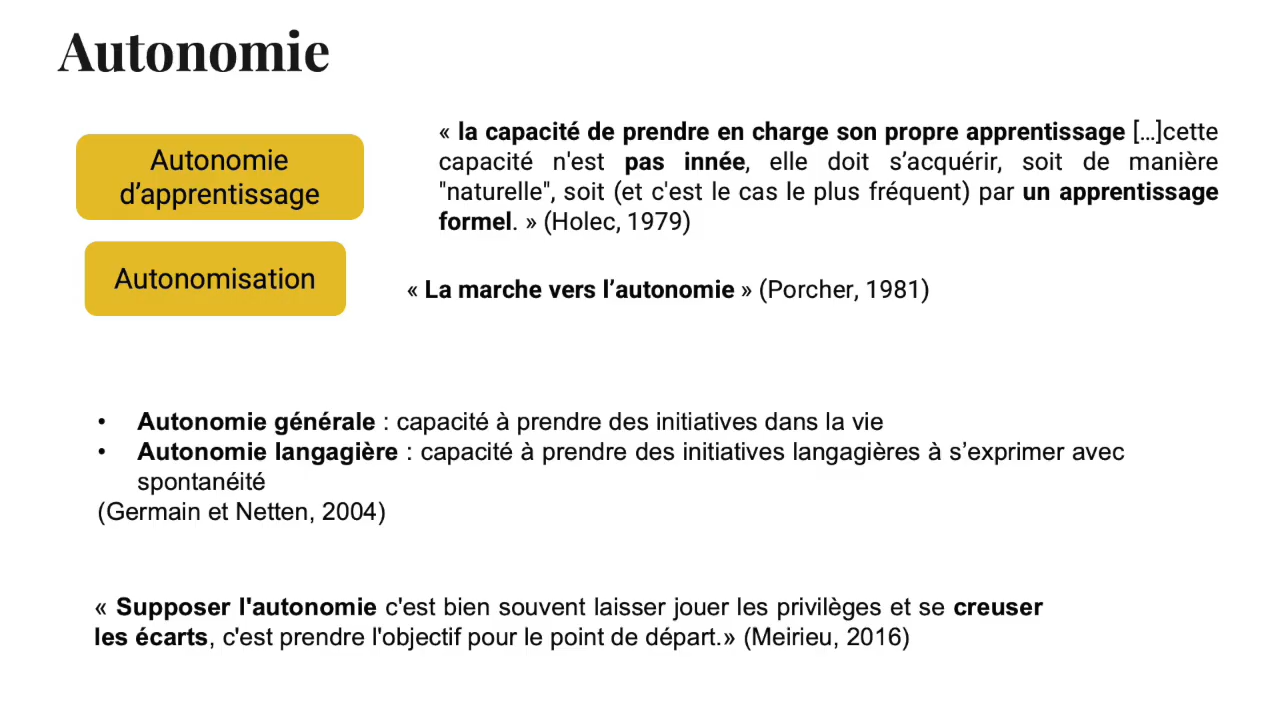 Autonomie
Autonomie
d’apprentissage
« la capacité de prendre en charge son propre apprentissage […]cette
capacité n'est pas innée, elle doit s’acquérir, soit de manière
"naturelle", soit (et c'est le cas le plus fréquent) par un apprentissage
formel. » (Holec, 1979)
Autonomisation
« La marche vers l’autonomie » (Porcher, 1981)
• Autonomie générale : capacité à prendre des initiatives dans la vie
• Autonomie langagière : capacité à prendre des initiatives langagières à s’exprimer avec
spontanéité
(Germain et Netten, 2004)
« Supposer l'autonomie c'est bien souvent laisser jouer les privilèges et se creuser
les écarts, c'est prendre l'objectif pour le point de départ.» (Meirieu, 2016)